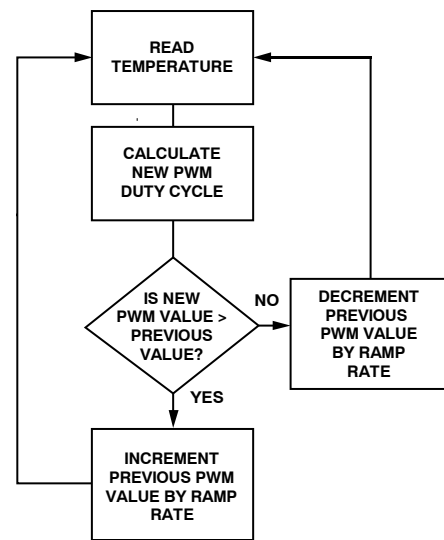 READ
TEMPERATURE
CALCULATE
NEW PWM
DUTY CYCLE
IS NEW
PWM VALUE >
PREVIOUS
VALUE?
NO
DECREMENT
PREVIOUS
PWM VALUE
BY RAMP
RATE
YES
INCREMENT
PREVIOUS PWM
VALUE BY RAMP
RATE